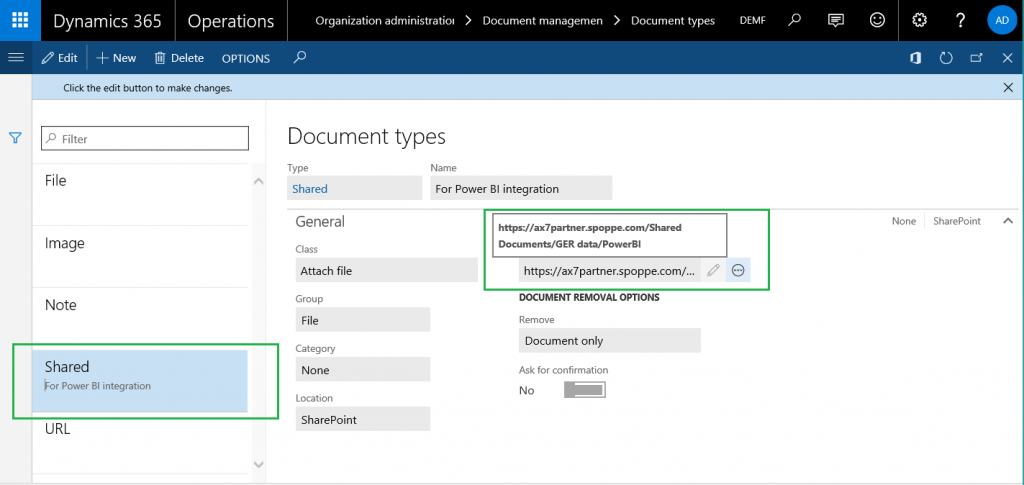 Dynamics 365
Operations
Organization administration > Document managemen > Document types
DEMF
?
AD
Edit
+ New
Delete
OPTIONS
Click the edit button to make changes.
Filter
File
Image
Note
Shared
For Power BI integration
URL
Document types
Type
Name
Shared
For Power BI integration
General
None
SharePoint
https://ax7partner.spoppe.com/Shared
Documents/GER data/PowerBI
Class
Attach file
https://ax7partner.spoppe.com/...
Group
File
DOCUMENT REMOVAL OPTIONS
Remove
Document only
Category
None
Ask for confirmation
No
Location
SharePoint